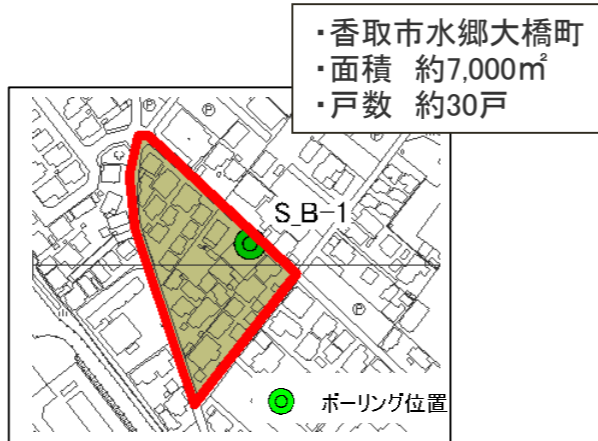 ・香取市水郷大橋町
・面積　約7,000㎡
・戸数　約30戸
Ⓟ
Ⓟ
S_B-1
Ⓟ
Ⓟ
ボーリング位置